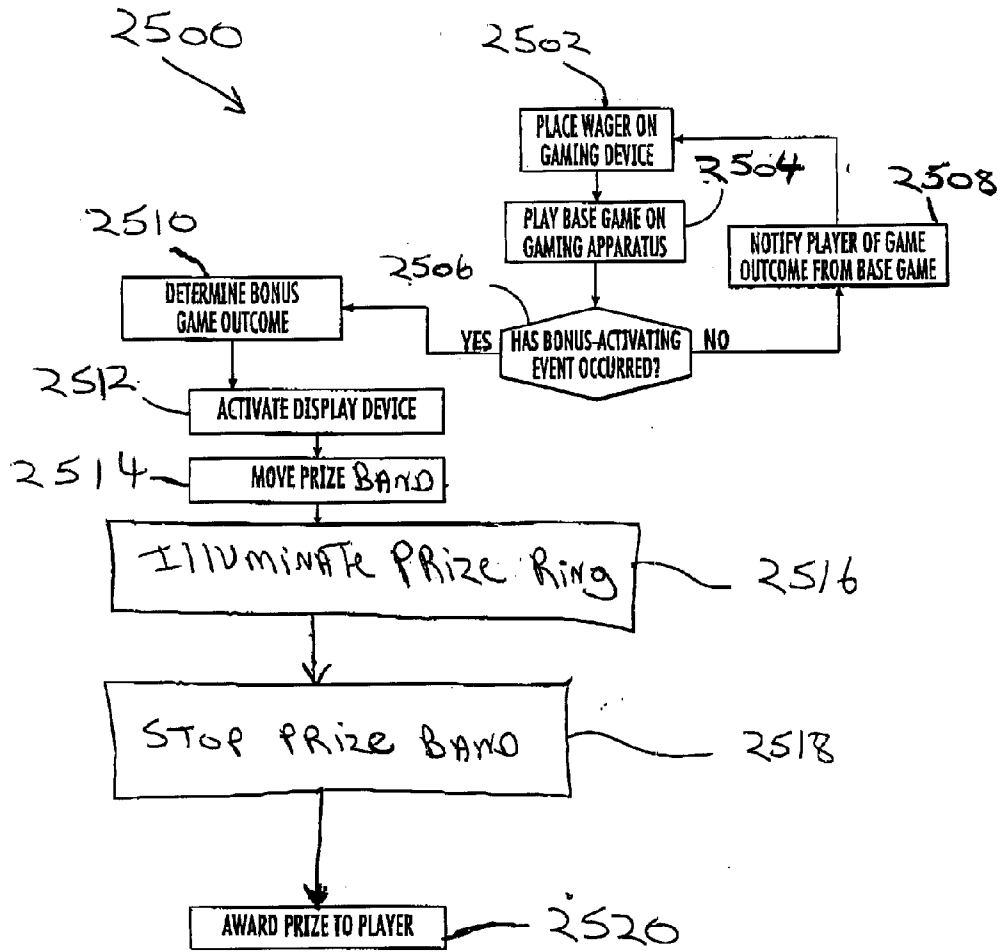 2500
2502
PLACE WAGER ON
GAMING DEVICE
2504
PLAY BASE GAME ON
GAMING APPARATUS
2508
NOTIFY PLAYER OF GAME
OUTCOME FROM BASE GAME
2506
YES
HAS BONUS-ACTIVATING
EVENT OCCURRED?
NO
2510
DETERMINE BONUS
GAME OUTCOME
2512
ACTIVATE DISPLAY DEVICE
2514
MOVE PRIZE BAND
ILLUMINATE PRIZE RING
2516
STOP PRIZE BAND
2518
AWARD PRIZE TO PLAYER
2520